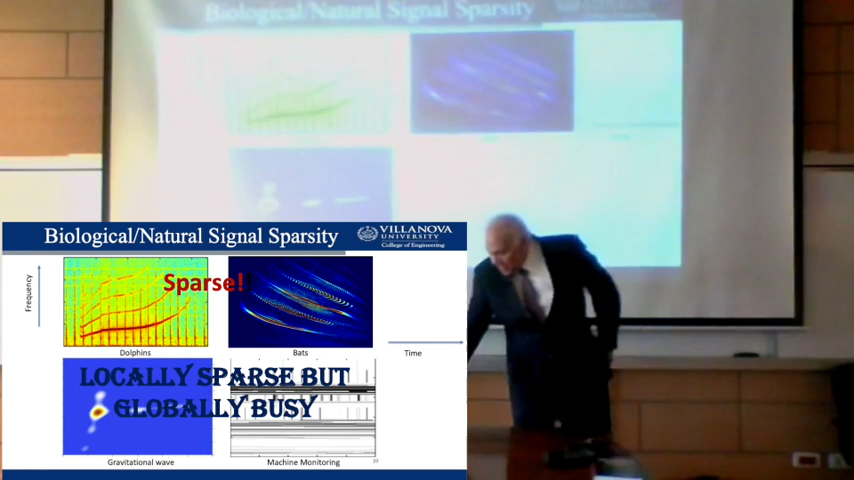 Biological/Natural Signal Sparsity
Biological/Natural Signal Sparsity
VILLANOVA
UNIVERSITY
College of Engineering
Sparse!
Frequency
Dolphins
Bats
Time
LOCALLY SPARSE BUT
GLOBALLY BUSY
Gravitational wave
Machine Monitoring